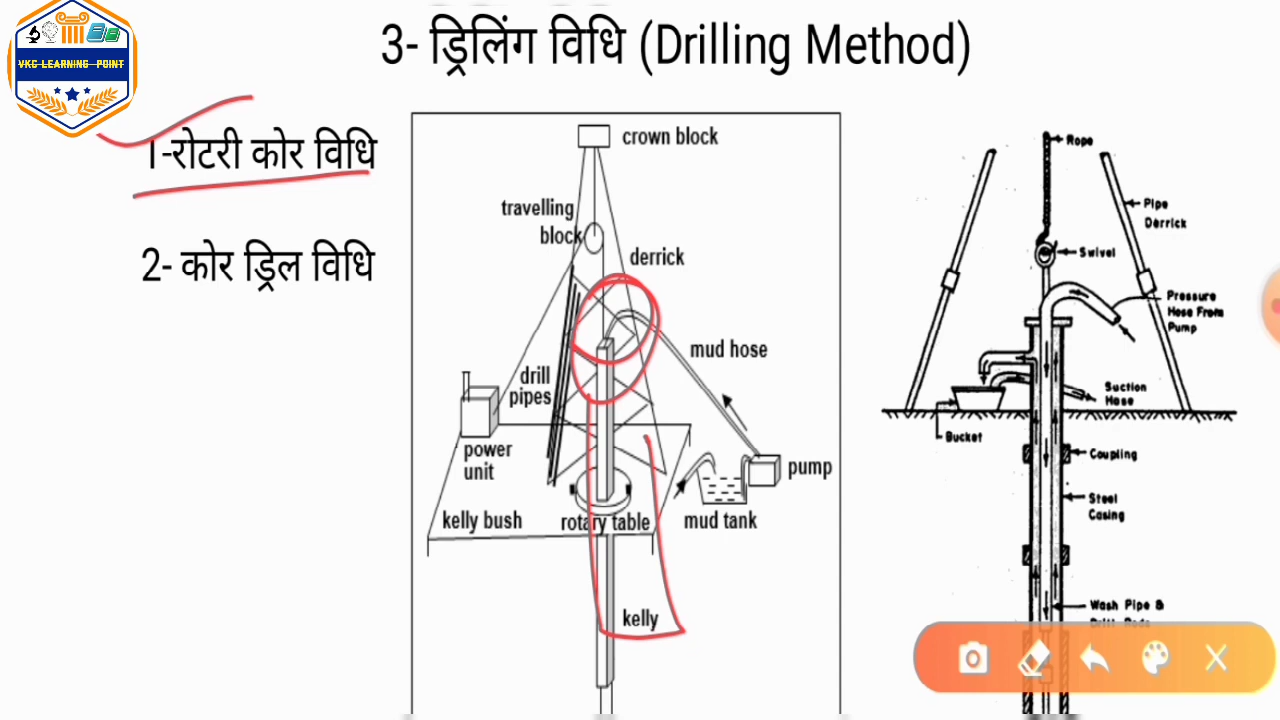 3- ड्रिलिंग विधि (Drilling Method)
VKC LEARNING POINT
1-रोटरी कोर विधि
2- कोर ड्रिल विधि
crown block
travelling
block
derrick
mud hose
drill
pipes
power
unit
pump
kelly bush
rotary table
mud tank
kelly
Rope
Pipe
Derrick
Swivel
Pressure
Hose From
Pump
Suction
Hose
Bucket
Coupling
Steel
Casing
Wash Pipe &